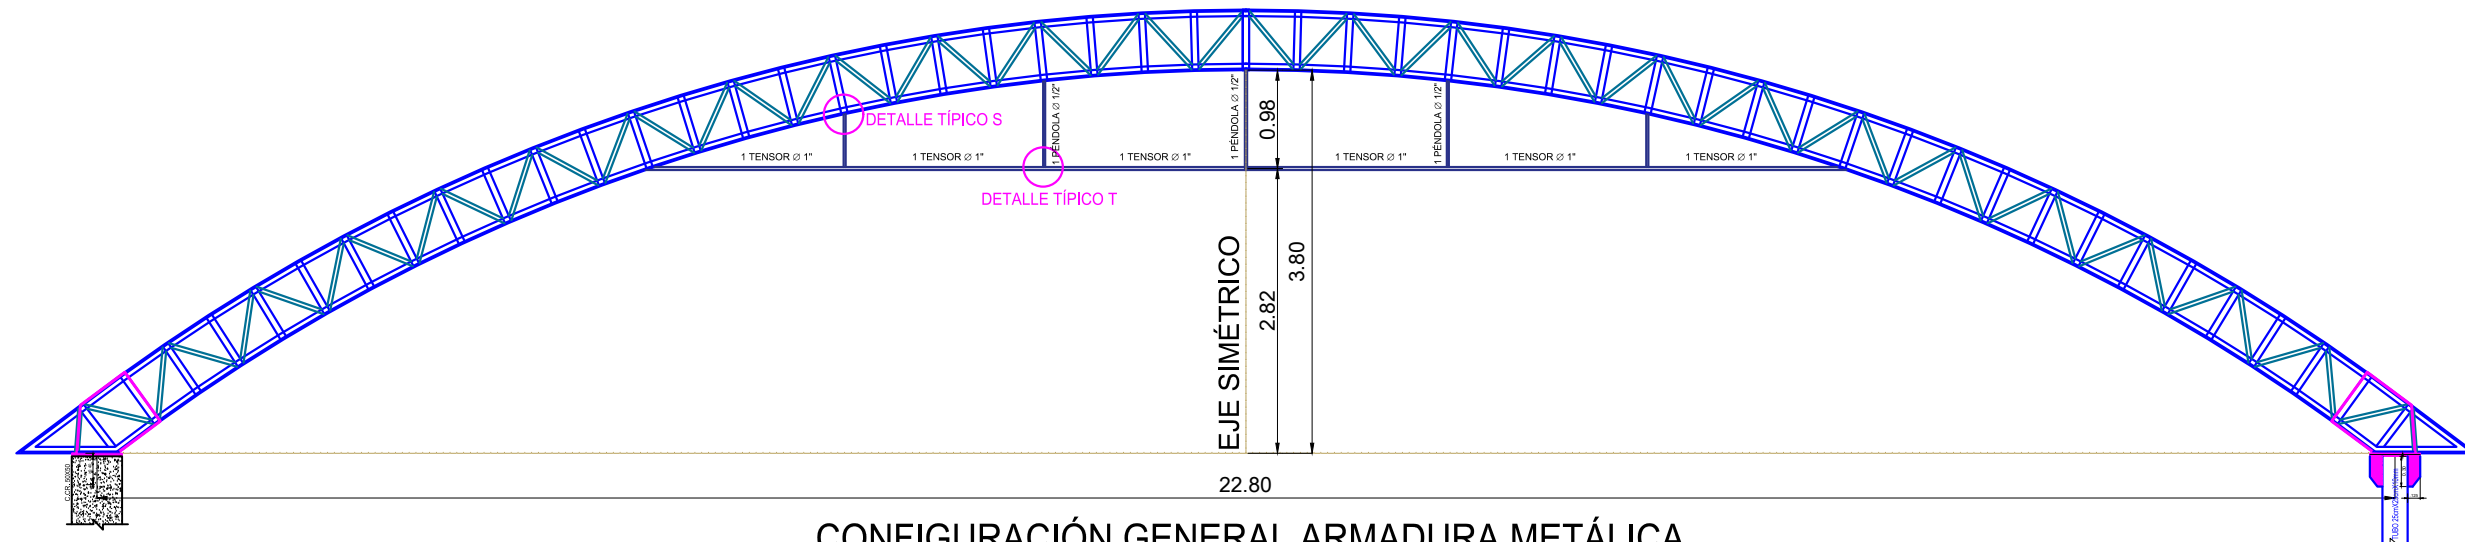 1 PÉNDOLA Ø 1/2"
1 PÉNDOLA Ø 1/2"
1 PÉNDOLA Ø 1/2"
0.98
DETALLE TÍPICO S
1 TENSOR Ø 1"
1 TENSOR Ø 1"
1 TENSOR Ø 1"
1 TENSOR Ø 1"
1 TENSOR Ø 1"
1 TENSOR Ø 1"
DETALLE TÍPICO T
EJE SIMÉTRICO
2.82
3.80
22.80
CONFIGURACIÓN GENERAL ARMADURA METÁLICA